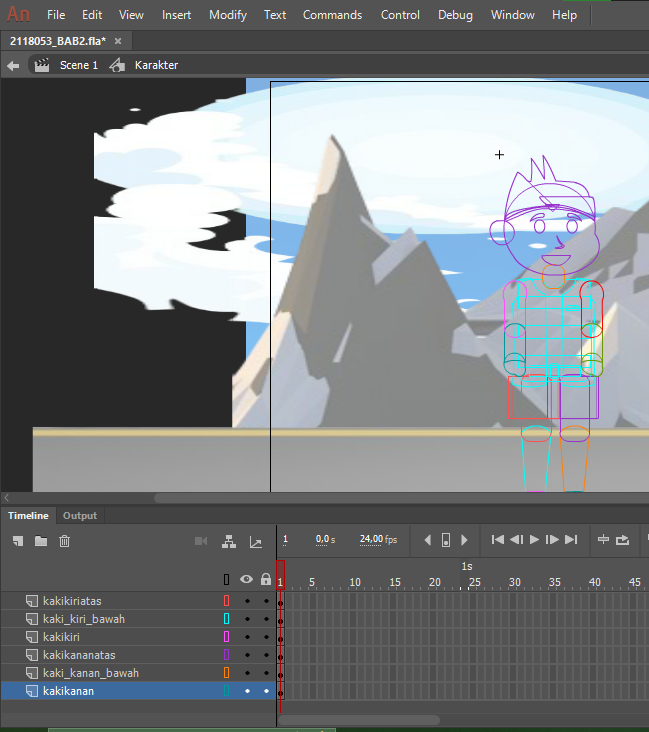 An File Edit View Insert Modify Text Commands Control Debug Window Help
2118053_BAB2.fla* ×
Scene 1 Karakter
Timeline Output
1 0,0 s 24,00 fps
1s
1 5 10 15 20 25 30 35 40 45
kakikiriatas
kaki_kiri_bawah
kakikiri
kakikananatas
kaki_kanan_bawah
kakikanan